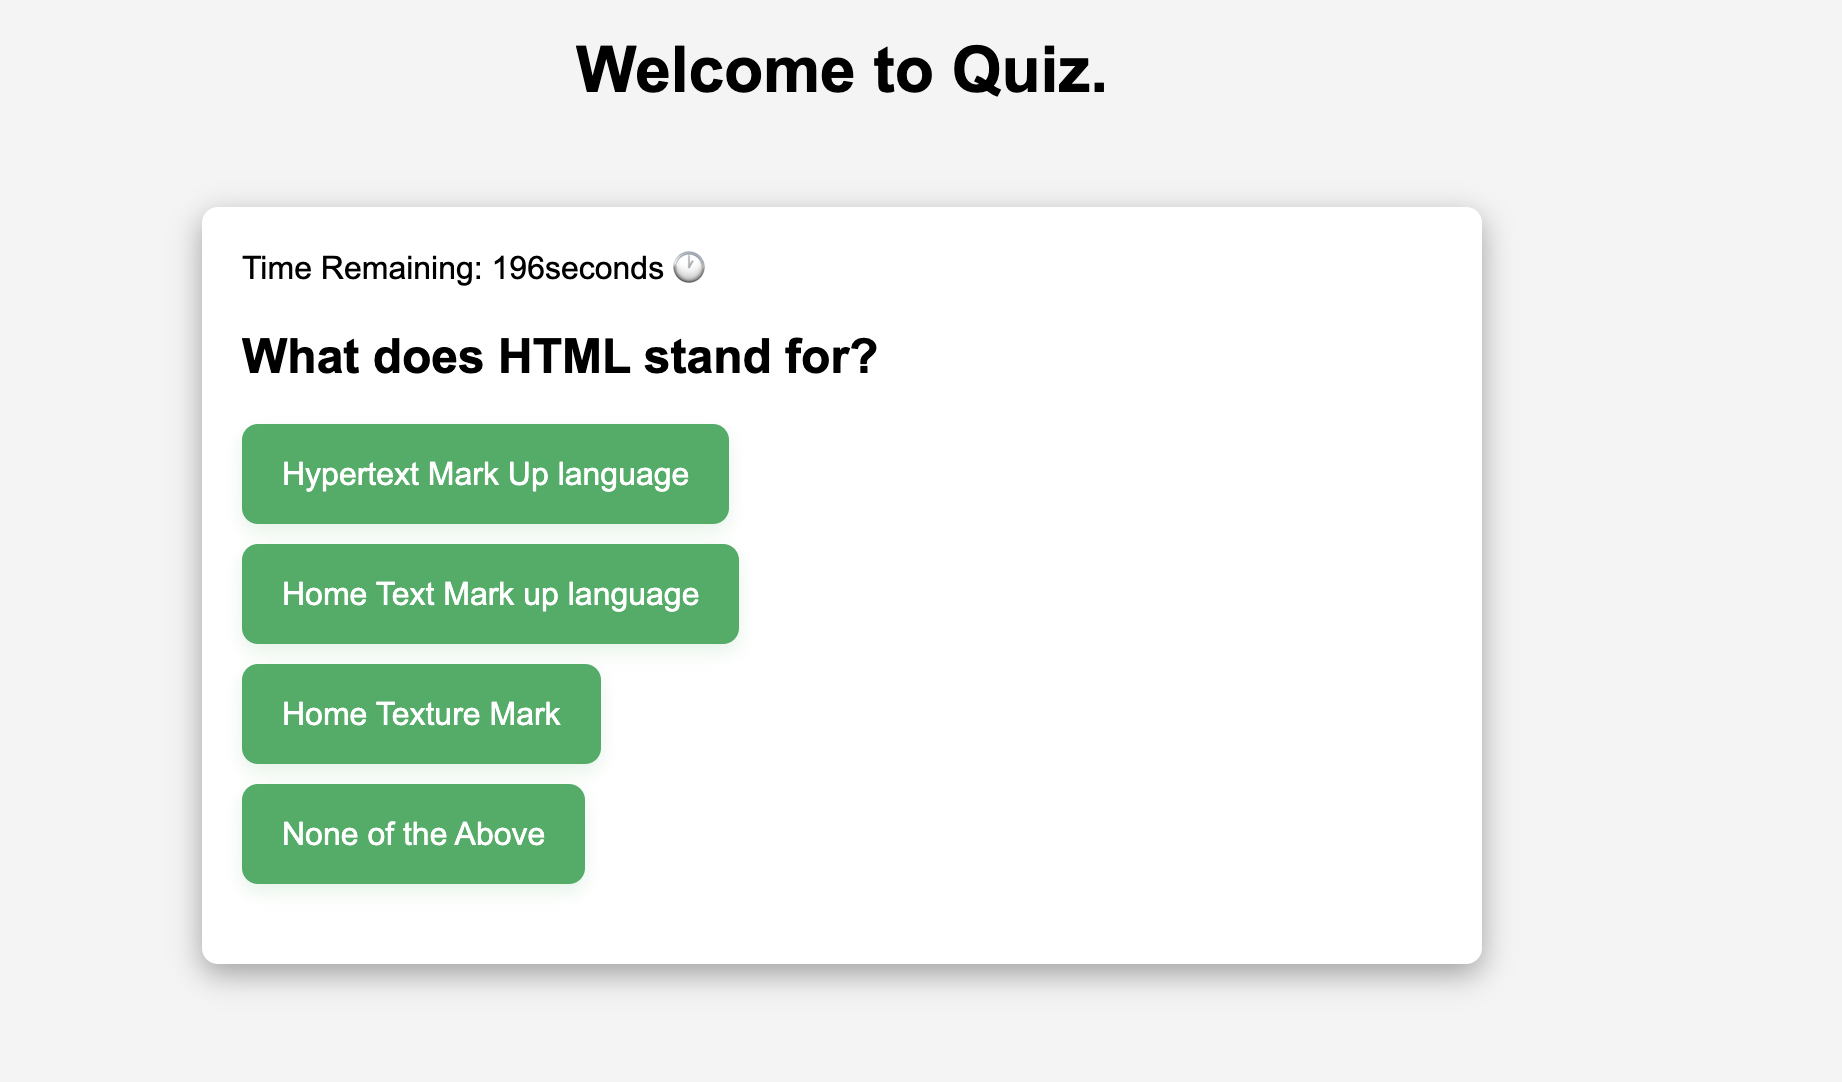 Welcome to Quiz.
Time Remaining: 196seconds 🕐
What does HTML stand for?
Hypertext Mark Up language
Home Text Mark up language
Home Texture Mark
None of the Above